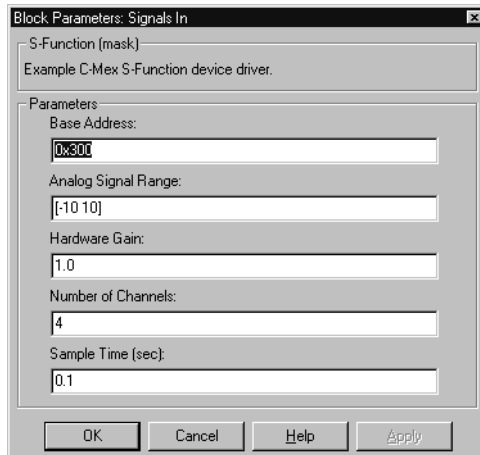 Block Parameters: Signals In
S-Function (mask)
Example C-Mex S-Function device driver.
Parameters
Base Address:
0x300
Analog Signal Range:
[-10 10]
Hardware Gain:
1.0
Number of Channels:
4
Sample Time (sec):
0.1
OK Cancel Help Apply